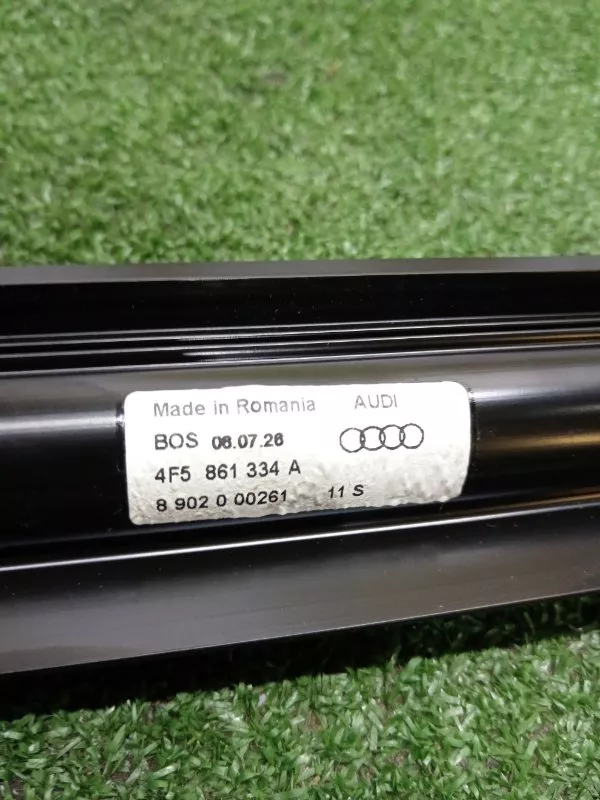 Made in Romania AUDI
BOS 06.07.26
4F5 861 334 A
8 902 0 00261 11 S